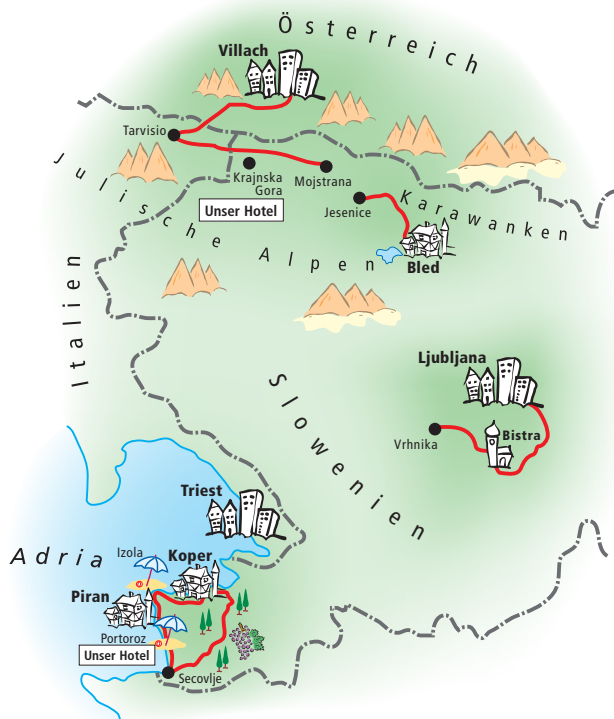 Österreich
Villach
Tarvisio
Krajnska
Gora
Mojstrana
Unser Hotel
Jesenice
Karawanken
Julische Alpen
Bled
Italien
Ljubljana
Slowenien
Vrhnika
Bistra
Triest
Adria
Izola
Koper
Piran
Portoroz
Unser Hotel
Secovlje